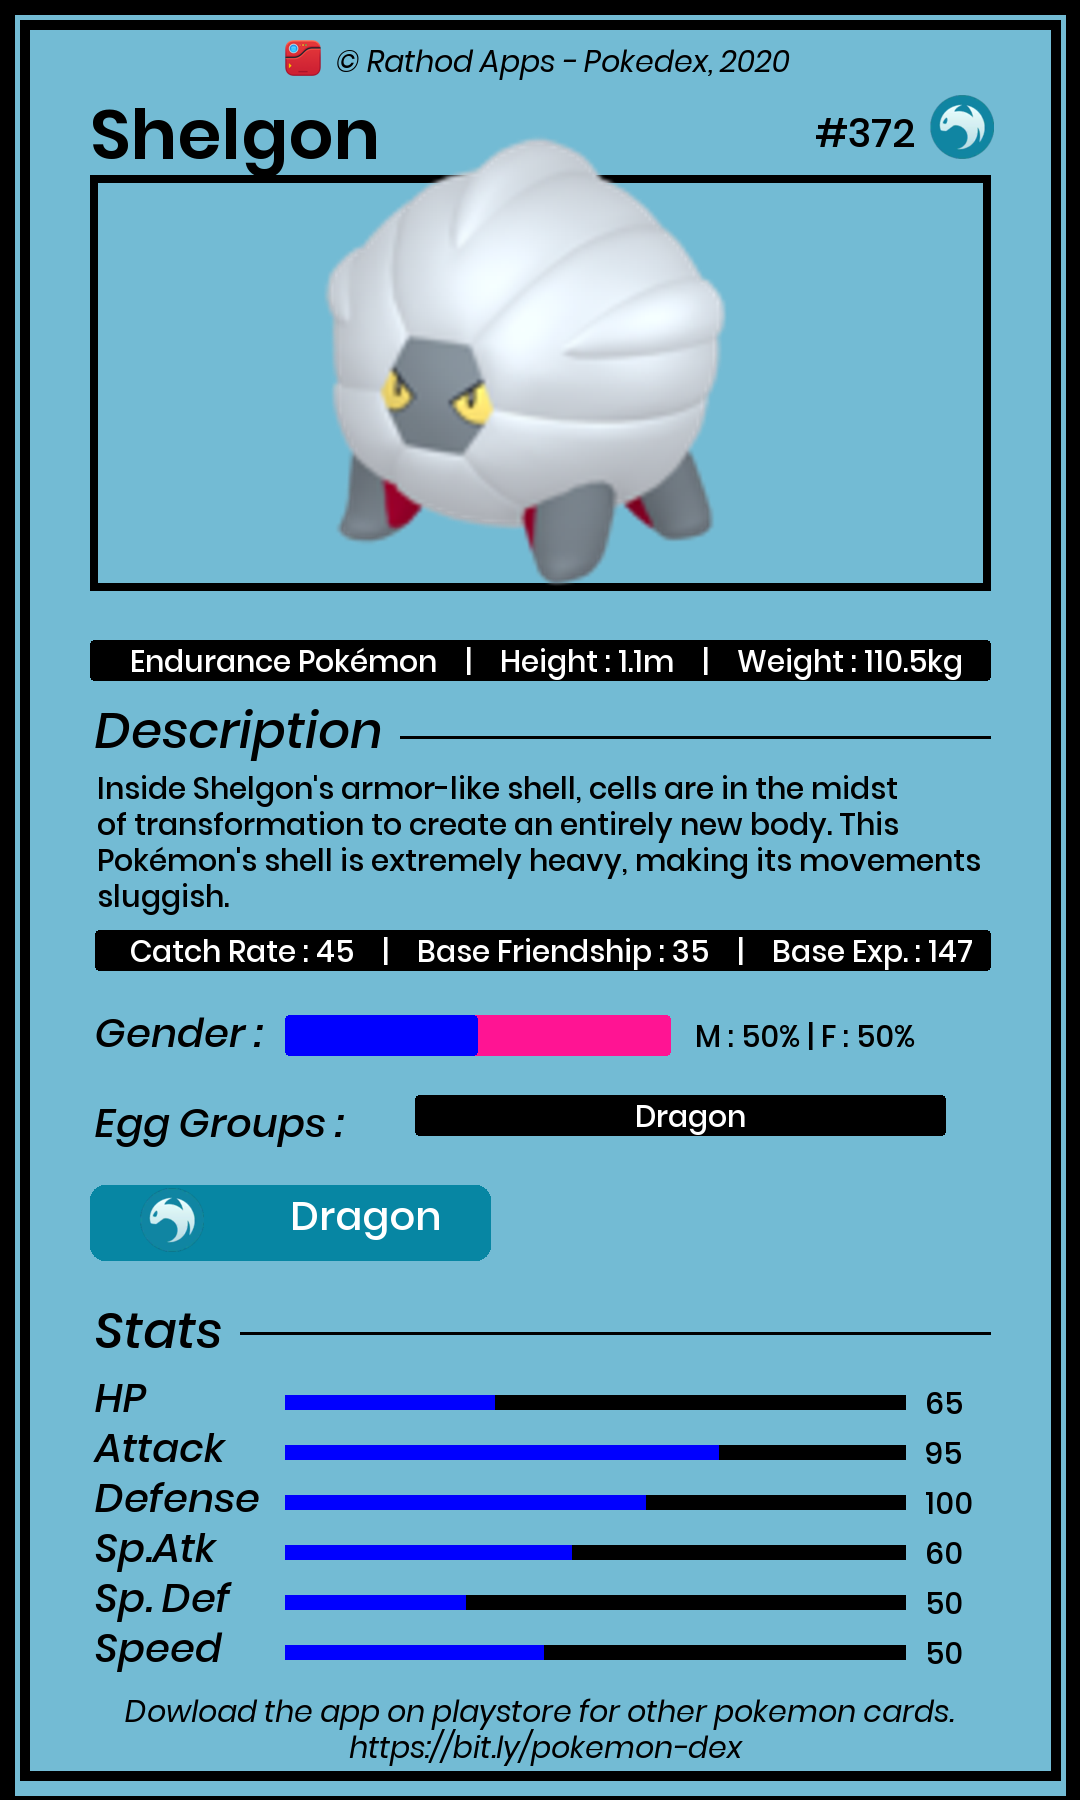 © Rathod Apps - Pokedex, 2020
Shelgon
#372
Endurance Pokémon | Height : 1.1m | Weight : 110.5kg
Description
Inside Shelgon's armor-like shell, cells are in the midst
of transformation to create an entirely new body. This
Pokémon's shell is extremely heavy, making its movements
sluggish.
Catch Rate : 45 | Base Friendship : 35 | Base Exp. : 147
Gender : M : 50% | F : 50%
Egg Groups : Dragon
Dragon
Stats
HP 65
Attack 95
Defense 100
Sp.Atk 60
Sp. Def 50
Speed 50
Dowload the app on playstore for other pokemon cards.
https://bit.ly/pokemon-dex